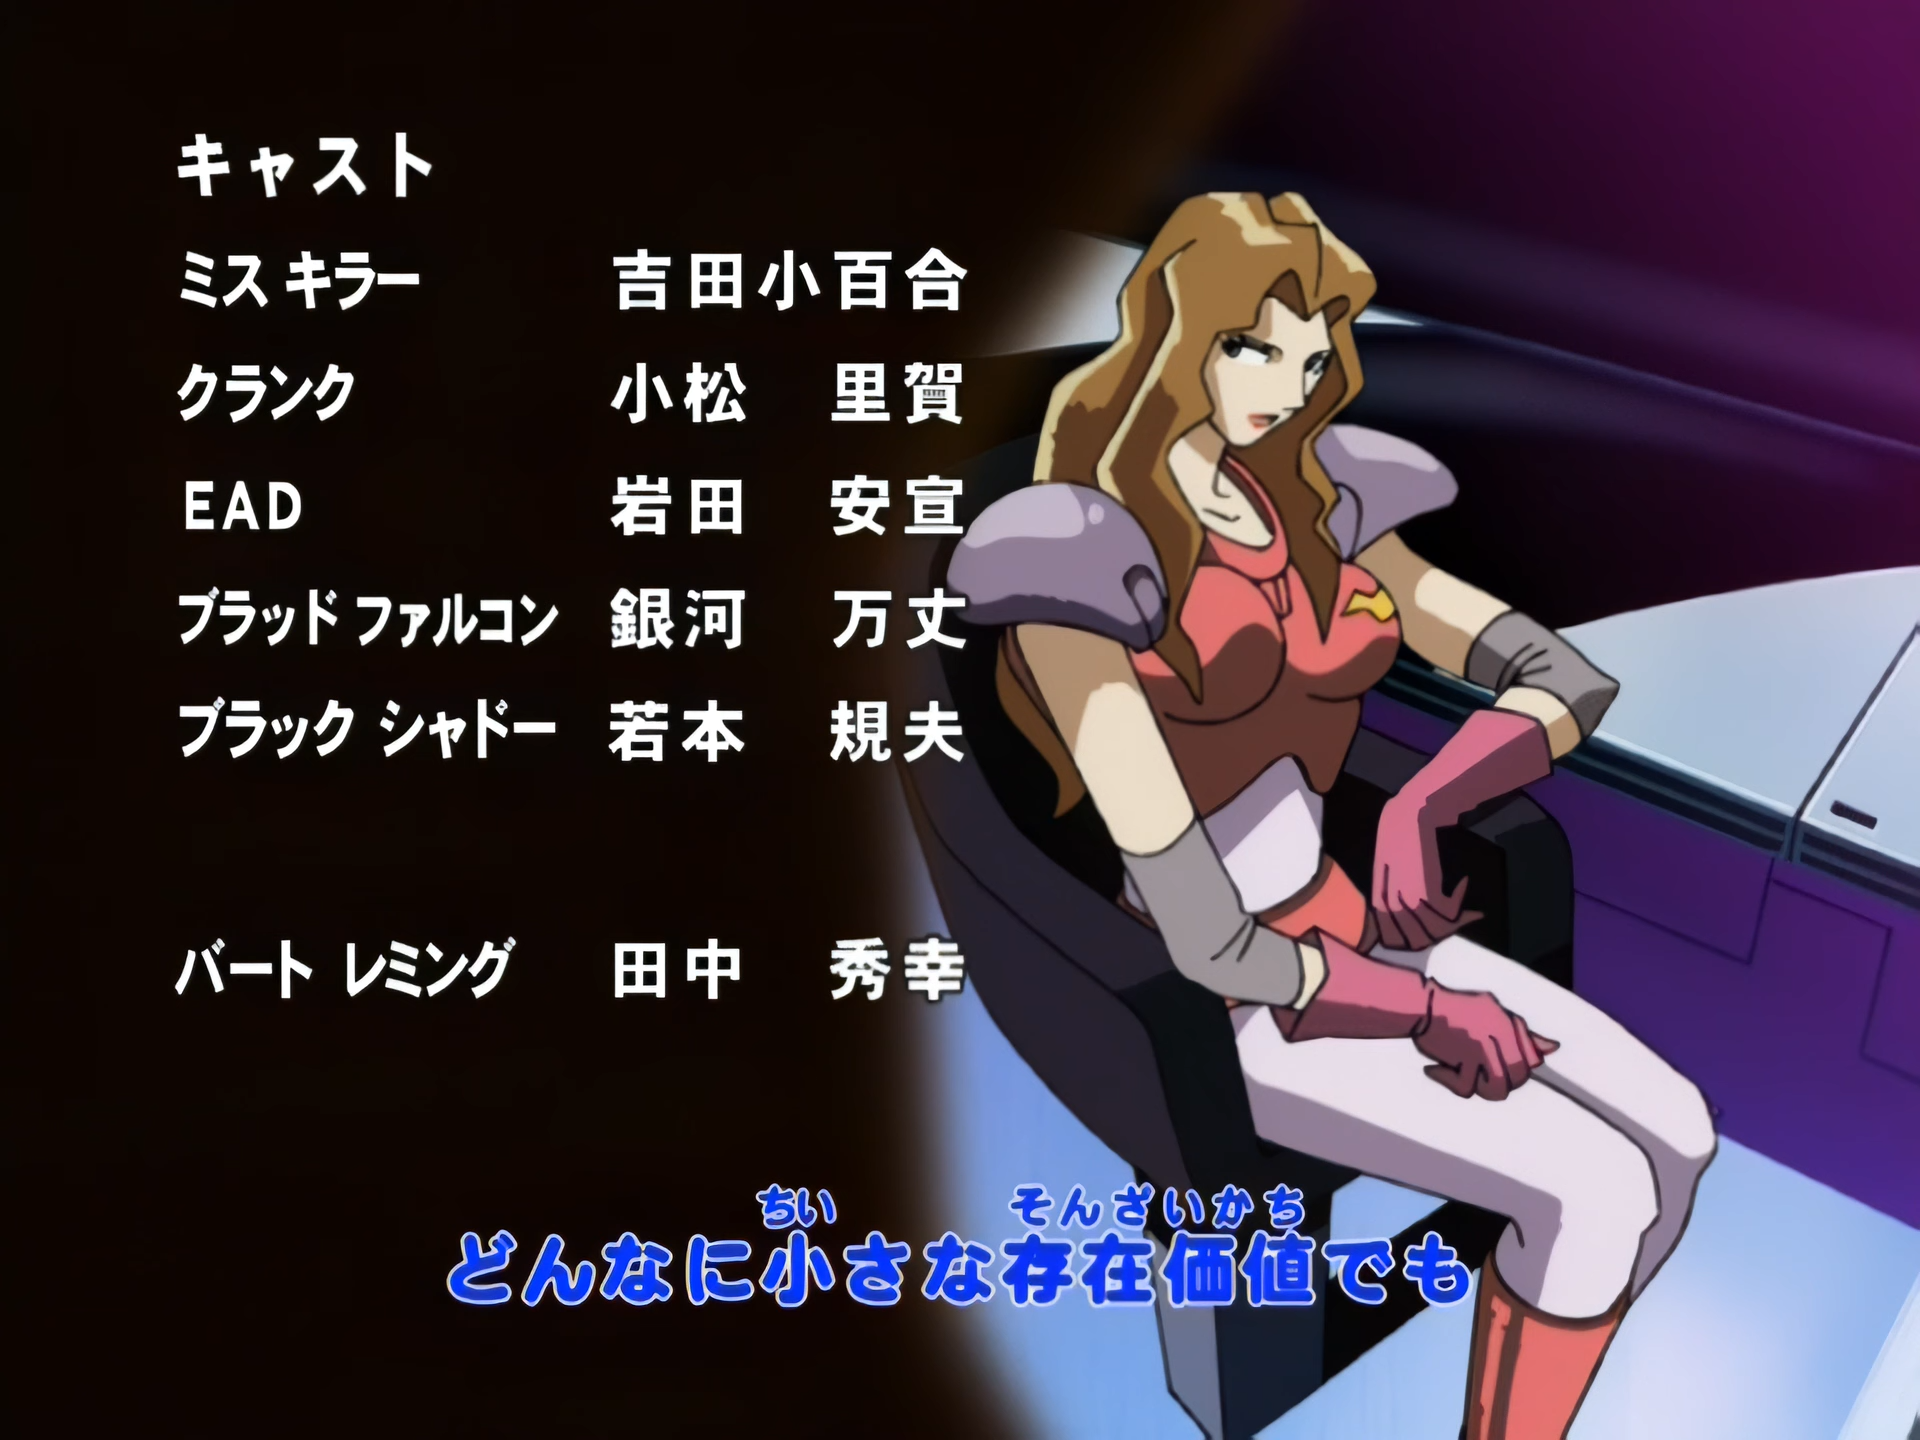 キャスト
ミス キラー 吉田小百合
クランク 小松 里賀
EAD 岩田 安宣
ブラッド ファルコン 銀河 万丈
ブラック シャドー 若本 規夫
バート レミング 田中 秀幸
ちい そんざいかち
どんなに小さな存在価値でも